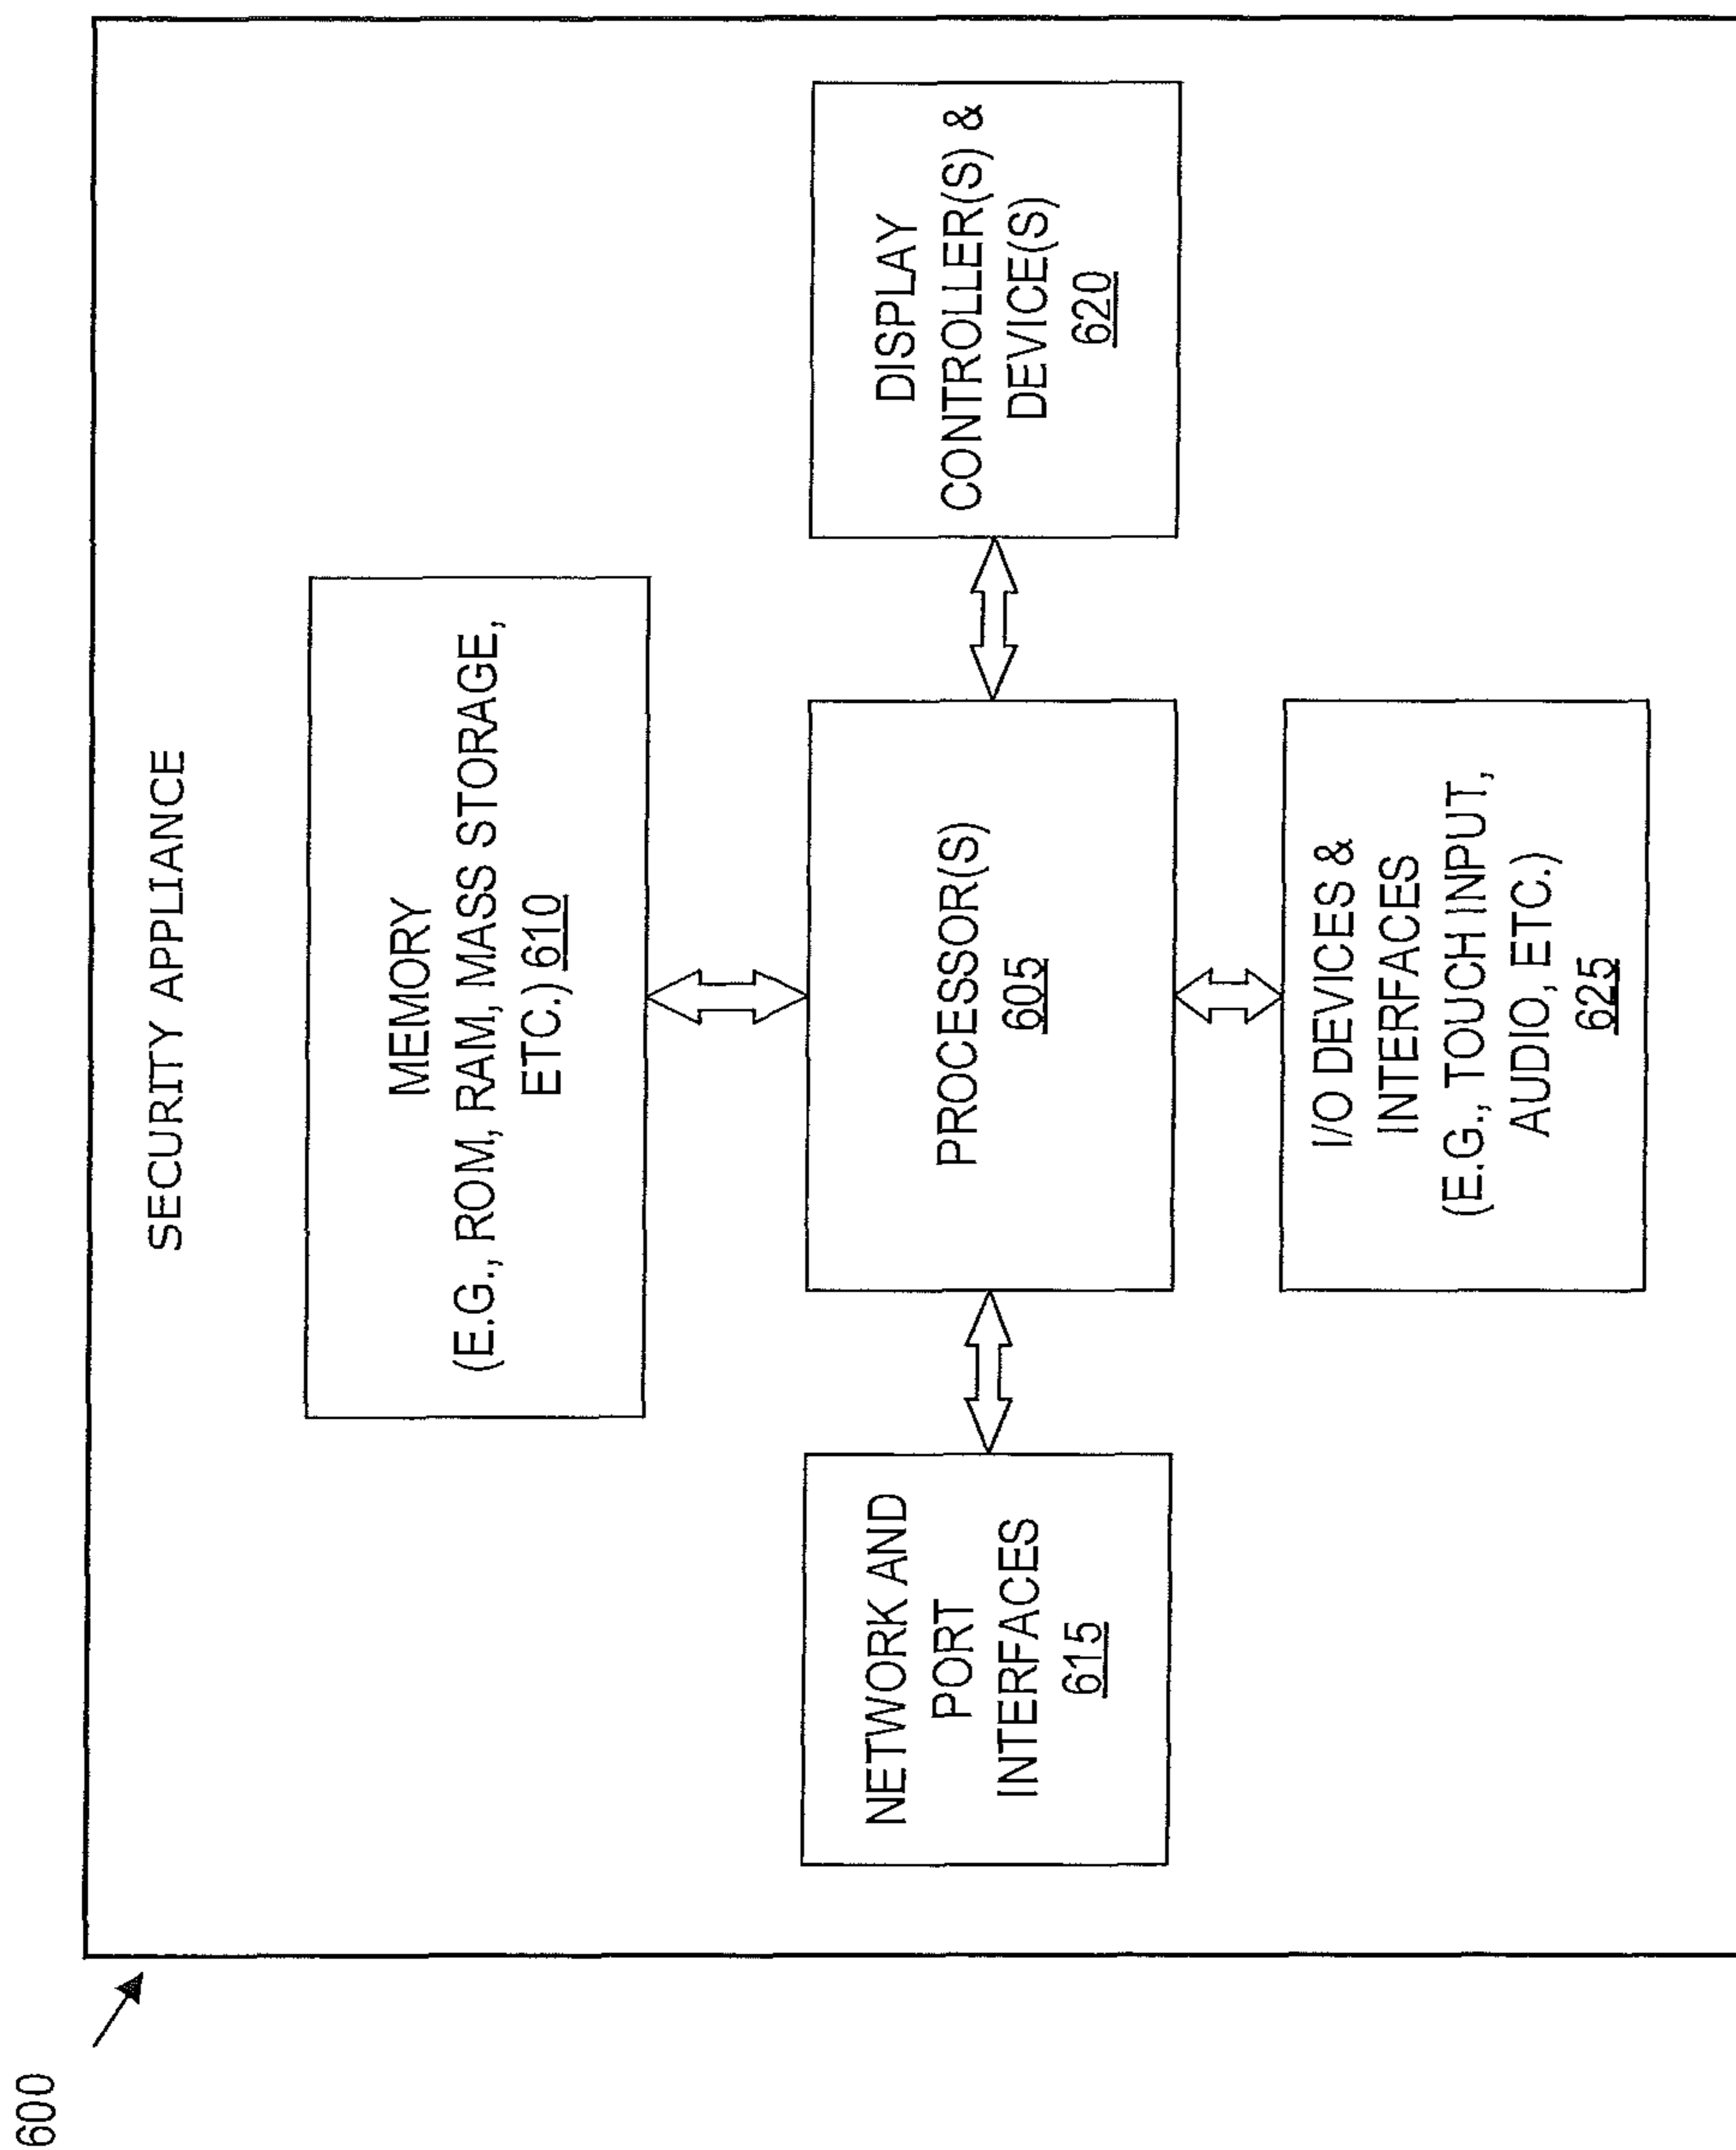 600
SECURITY APPLIANCE
MEMORY
(E.G., ROM, RAM, MASS STORAGE,
ETC.) 610
NETWORK AND
PORT
INTERFACES
615
PROCESSOR(S)
605
DISPLAY
CONTROLLER(S) &
DEVICE(S)
620
I/O DEVICES &
INTERFACES
(E.G., TOUCH INPUT,
AUDIO, ETC.)
625